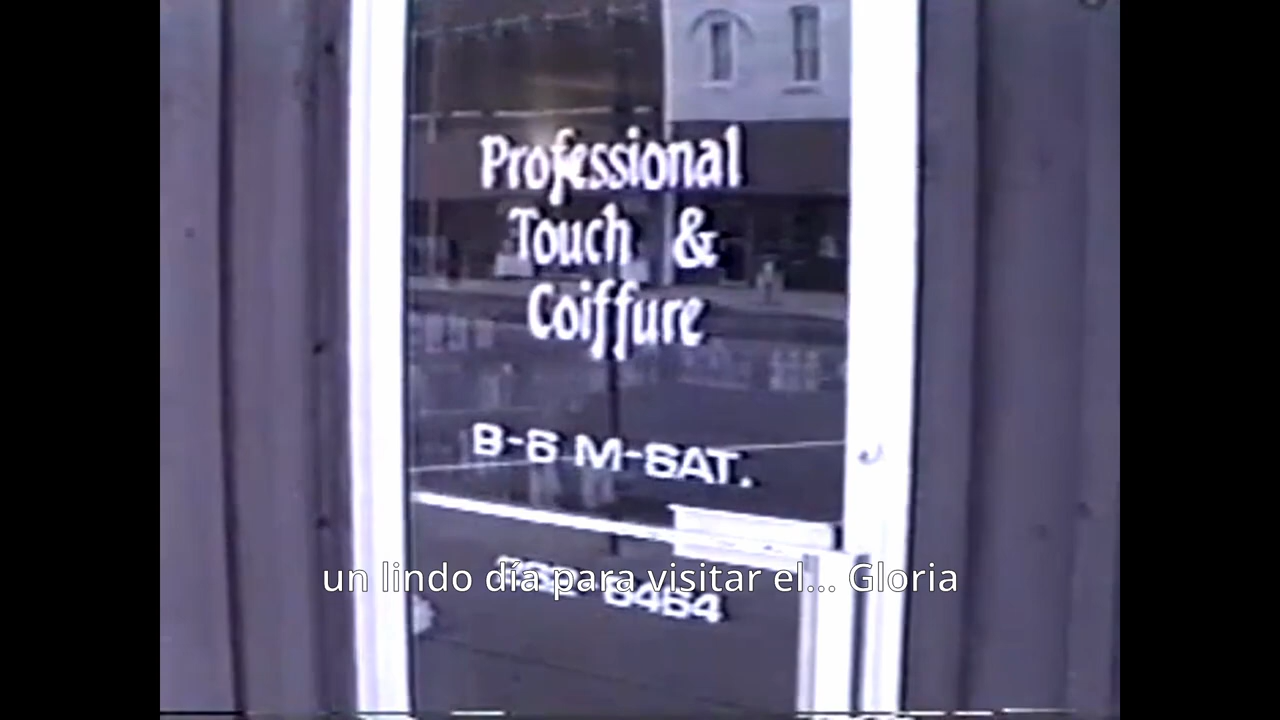 Professional
Touch &
Coiffure
8-6 M-SAT.
un lindo día para visitar el... Gloria